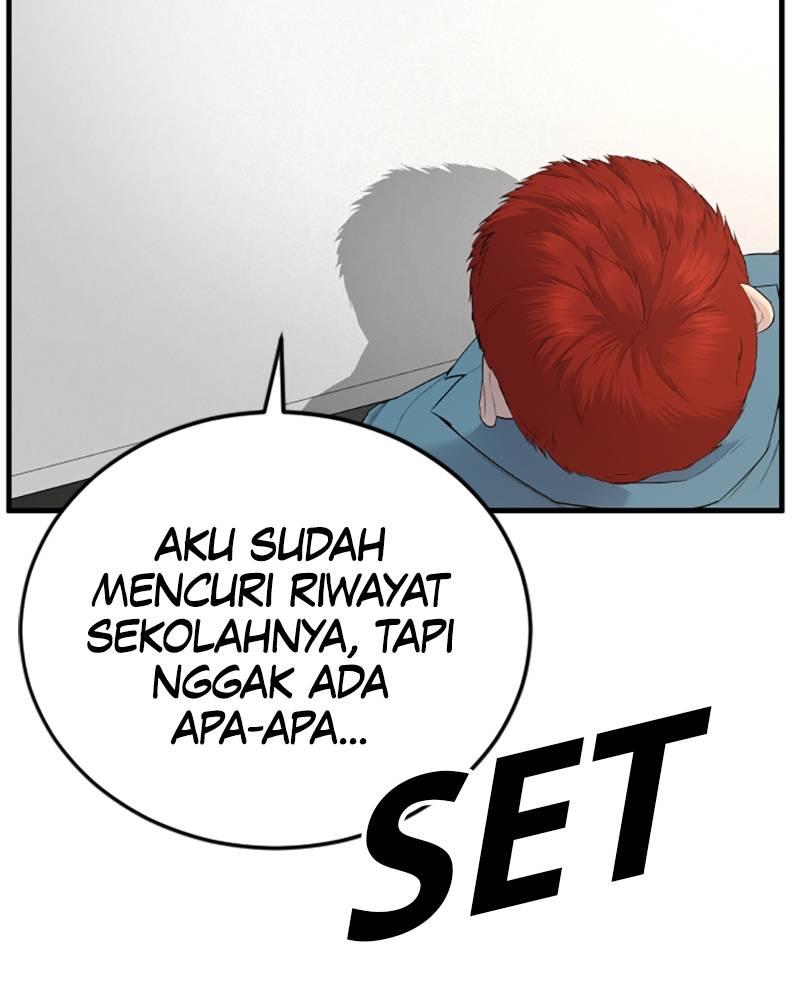 AKU SUDAH
MENCURI RIWAYAT
SEKOLAHNYA, TAPI
NGGAK ADA
APA-APA...
SET